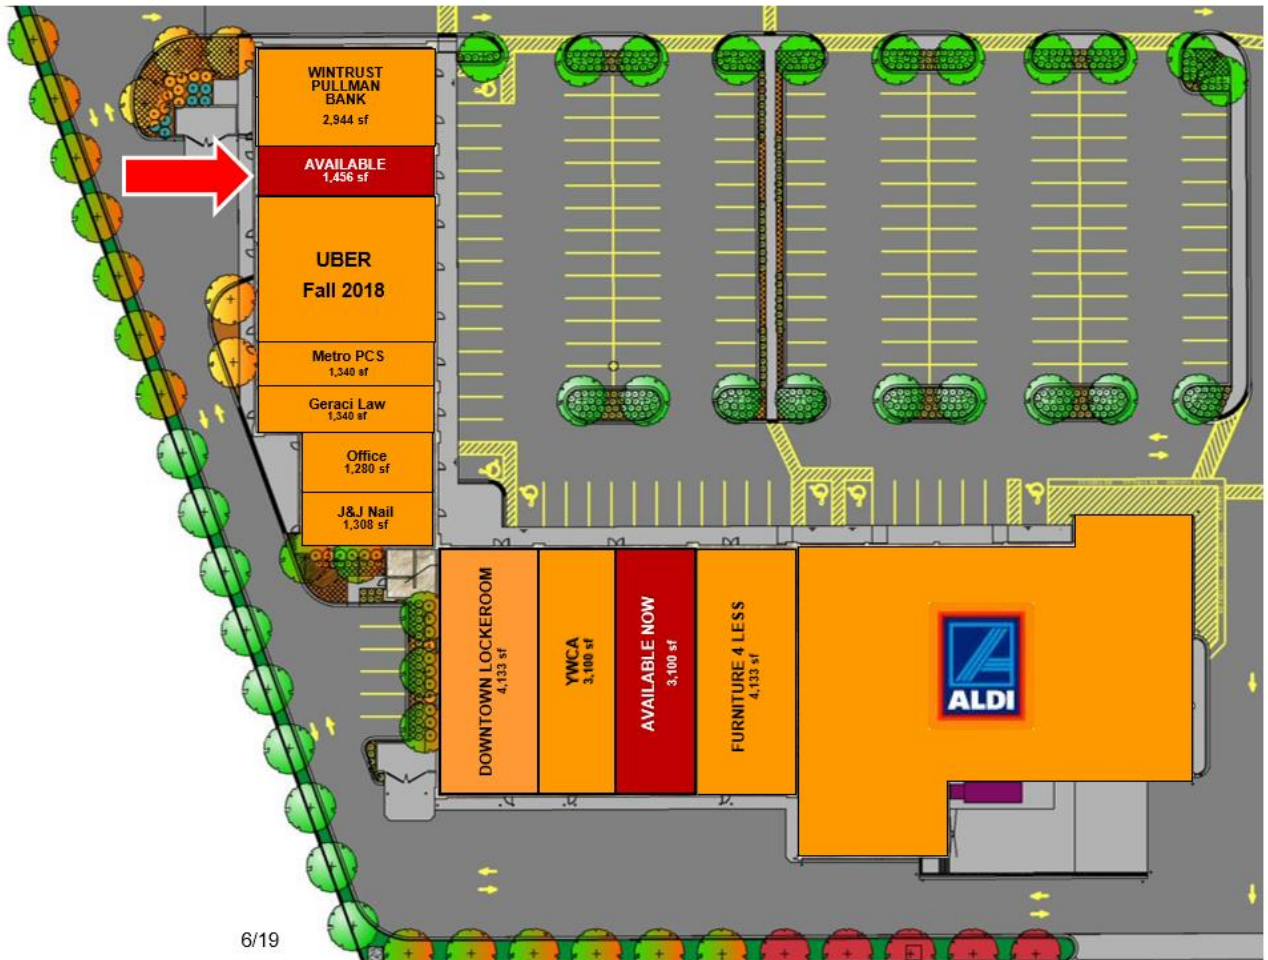 WINTRUST
PULLMAN
BANK
2,944 sf
AVAILABLE
1,456 sf
UBER
Fall 2018
Metro PCS
1,340 sf
Geraci Law
1,340 sf
Office
1,280 sf
J&J Nail
1,308 sf
DOWNTOWN LOCKEROOM
4,133 sf
YWCA
3,100 sf
AVAILABLE NOW
3,100 sf
FURNITURE 4 LESS
4,133 sf
ALDI
6/19